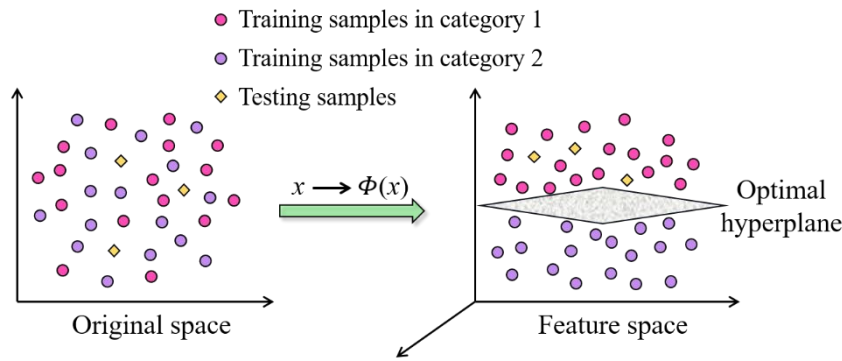 Training samples in category 1
Training samples in category 2
Testing samples
x → Φ(x)
Optimal
hyperplane
Original space
Feature space